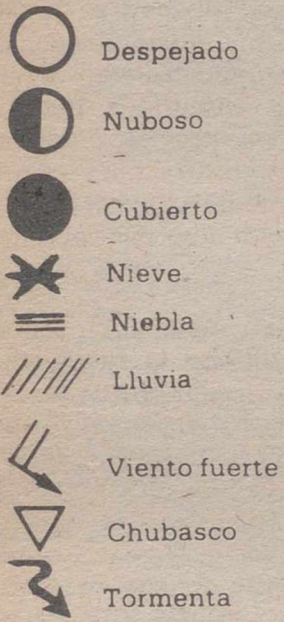 Despejado
Nuboso
Cubierto
Nieve
Niebla
Lluvia
Viento fuerte
Chubasco
Tormenta